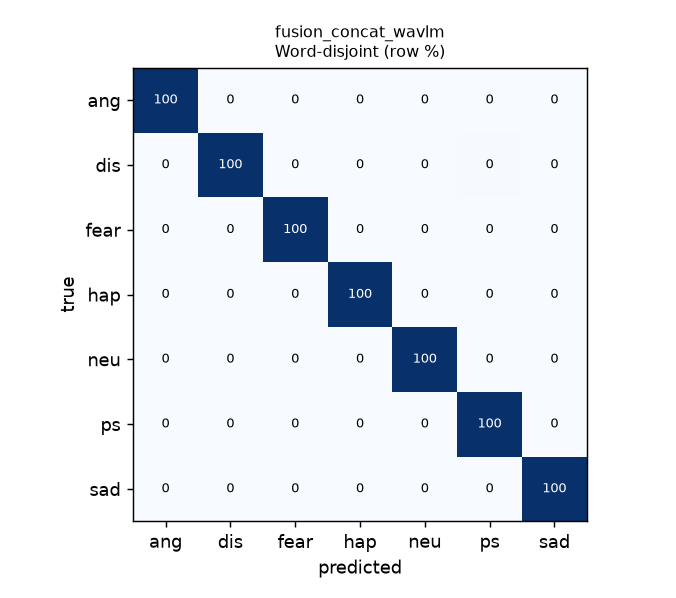 fusion_concat_wavlm
Word-disjoint (row %)
ang 100 0 0 0 0 0 0
dis 0 100 0 0 0 0 0
fear 0 0 100 0 0 0 0
hap 0 0 0 100 0 0 0
neu 0 0 0 0 100 0 0
ps 0 0 0 0 0 100 0
sad 0 0 0 0 0 0 100
true
ang dis fear hap neu ps sad
predicted